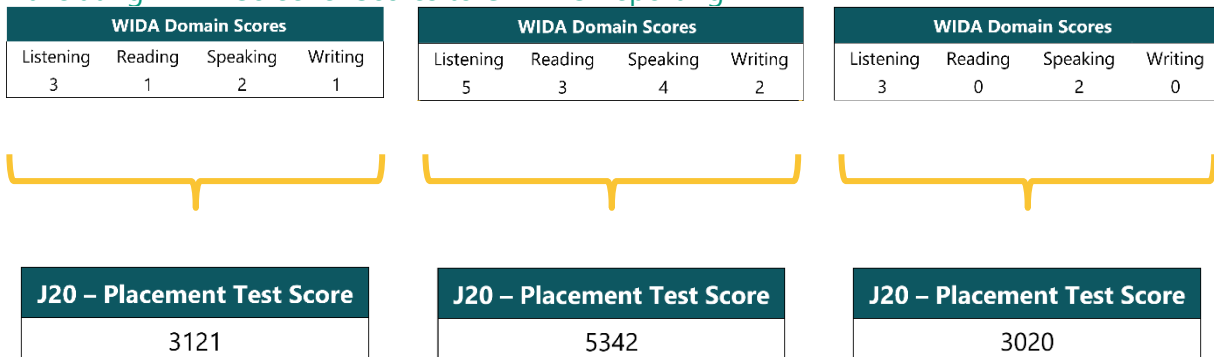 WIDA Domain Scores
Listening Reading Speaking Writing
3 1 2 1
WIDA Domain Scores
Listening Reading Speaking Writing
5 3 4 2
WIDA Domain Scores
Listening Reading Speaking Writing
3 0 2 0
J20 – Placement Test Score
3121
J20 – Placement Test Score
5342
J20 – Placement Test Score
3020